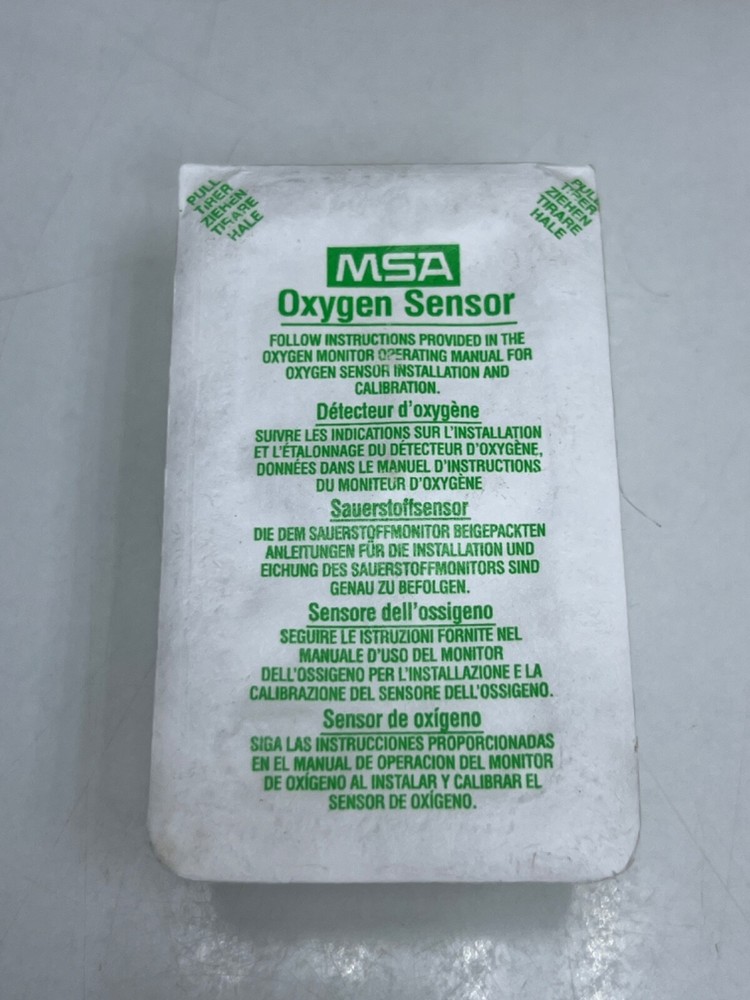 PULL
TIRER
ZIEHEN
TIRARE
HALE
PULL
TIRER
ZIEHEN
TIRARE
HALE
MSA
Oxygen Sensor
FOLLOW INSTRUCTIONS PROVIDED IN THE
OXYGEN MONITOR OPERATING MANUAL FOR
OXYGEN SENSOR INSTALLATION AND
CALIBRATION.
Détecteur d'oxygène
SUIVRE LES INDICATIONS SUR L'INSTALLATION
ET L'ÉTALONNAGE DU DÉTECTEUR D'OXYGÈNE,
DONNÉES DANS LE MANUEL D'INSTRUCTIONS
DU MONITEUR D'OXYGÈNE
Sauerstoffsensor
DIE DEM SAUERSTOFFMONITOR BEIGEPACKTEN
ANLEITUNGEN FÜR DIE INSTALLATION UND
EICHUNG DES SAUERSTOFFMONITORS SIND
GENAU ZU BEFOLGEN.
Sensore dell'ossigeno
SEGUIRE LE ISTRUZIONI FORNITE NEL
MANUALE D'USO DEL MONITOR
DELL'OSSIGENO PER L'INSTALLAZIONE E LA
CALIBRAZIONE DEL SENSORE DELL'OSSIGENO.
Sensor de oxígeno
SIGA LAS INSTRUCCIONES PROPORCIONADAS
EN EL MANUAL DE OPERACION DEL MONITOR
DE OXÍGENO AL INSTALAR Y CALIBRAR EL
SENSOR DE OXÍGENO.